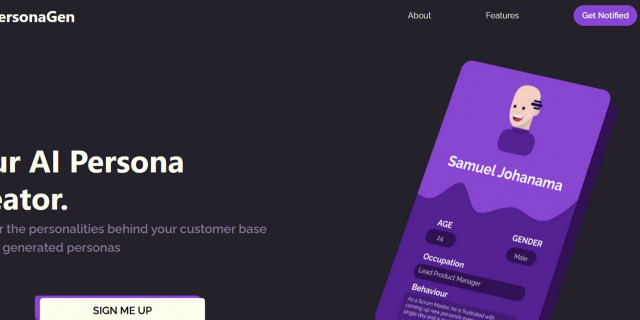 ersonaGen
About
Features
Get Notified
ur AI Persona
eator.
r the personalities behind your customer base
generated personas
SIGN ME UP
Samuel Johanama
AGE
24
GENDER
Male
Occupation
Lead Product Manager
Behaviour
As a Scrum Master, he is frustrated with
coming up new persona's every
single day and